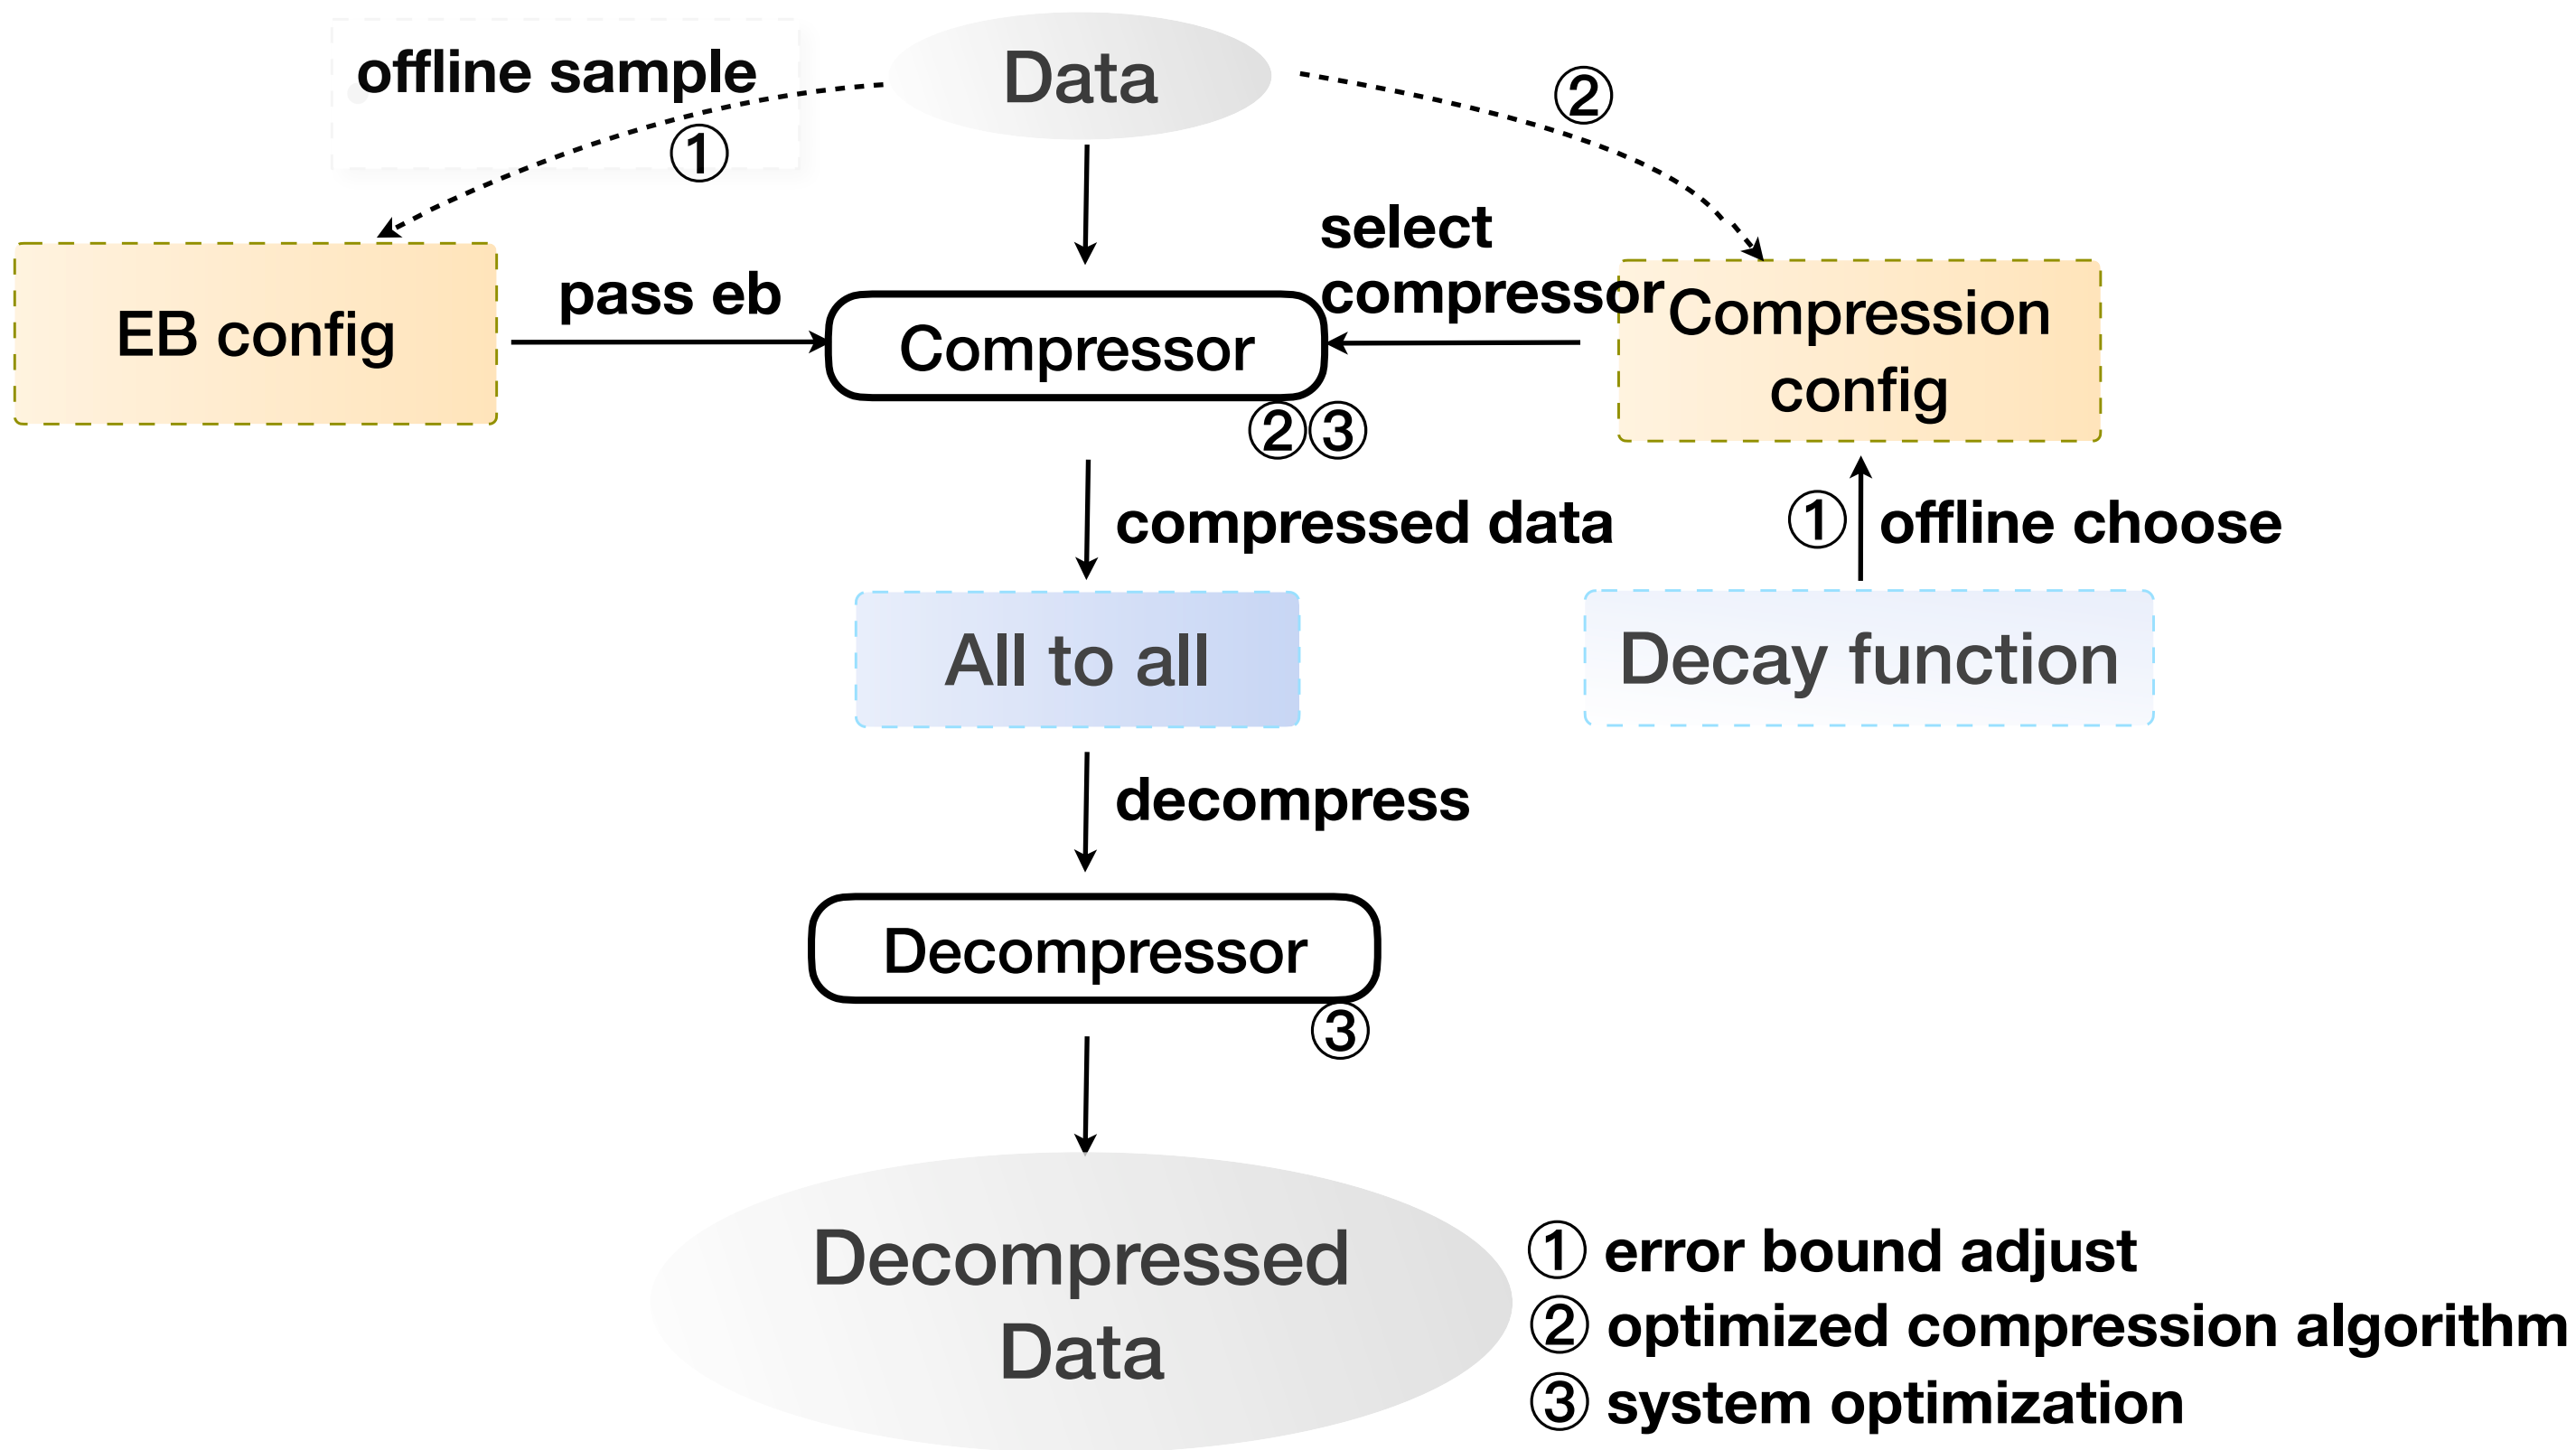 offline sample
Data
②
①
select
compressor
pass eb
EB config
Compressor
Compression
config
②③
compressed data
①
offline choose
All to all
Decay function
decompress
Decompressor
③
Decompressed
Data
① error bound adjust
② optimized compression algorithm
③ system optimization